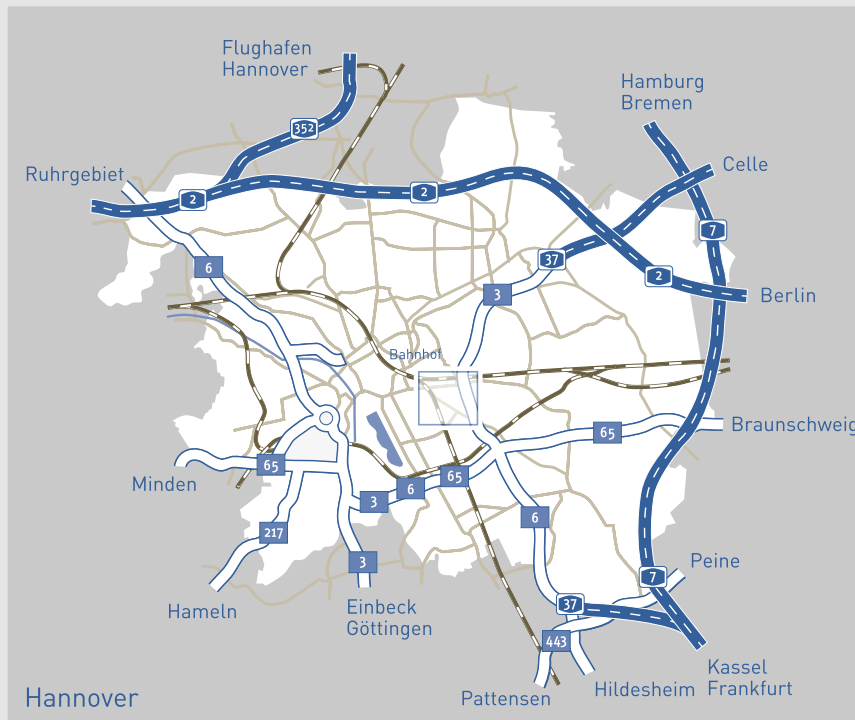 Flughafen
Hannover
Hamburg
Bremen
352
Ruhrgebiet
Celle
2
2
7
37
6
2
3
Berlin
Bahnhof
Braunschweig
65
65
Minden
65
6
3
6
217
3
Peine
7
37
Hameln
Einbeck
Göttingen
443
Kassel
Frankfurt
Hildesheim
Pattensen
Hannover